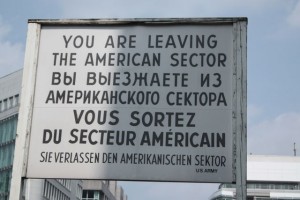 YOU ARE LEAVING
THE AMERICAN SECTOR
ВЫ ВЫЕЗЖАЕТЕ ИЗ
АМЕРИКАНСКОГО СЕКТОРА
VOUS SORTEZ
DU SECTEUR AMÉRICAIN
SIE VERLASSEN DEN AMERIKANISCHEN SEKTOR
US ARMY